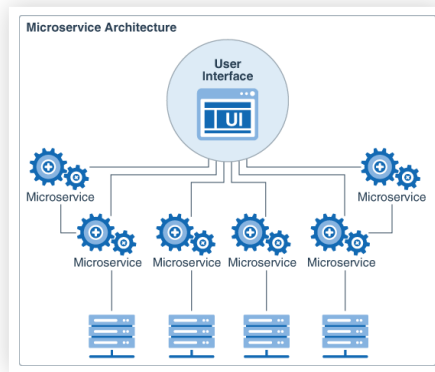 Microservice Architecture
User
Interface
UI
Microservice
Microservice
Microservice
Microservice
Microservice
Microservice